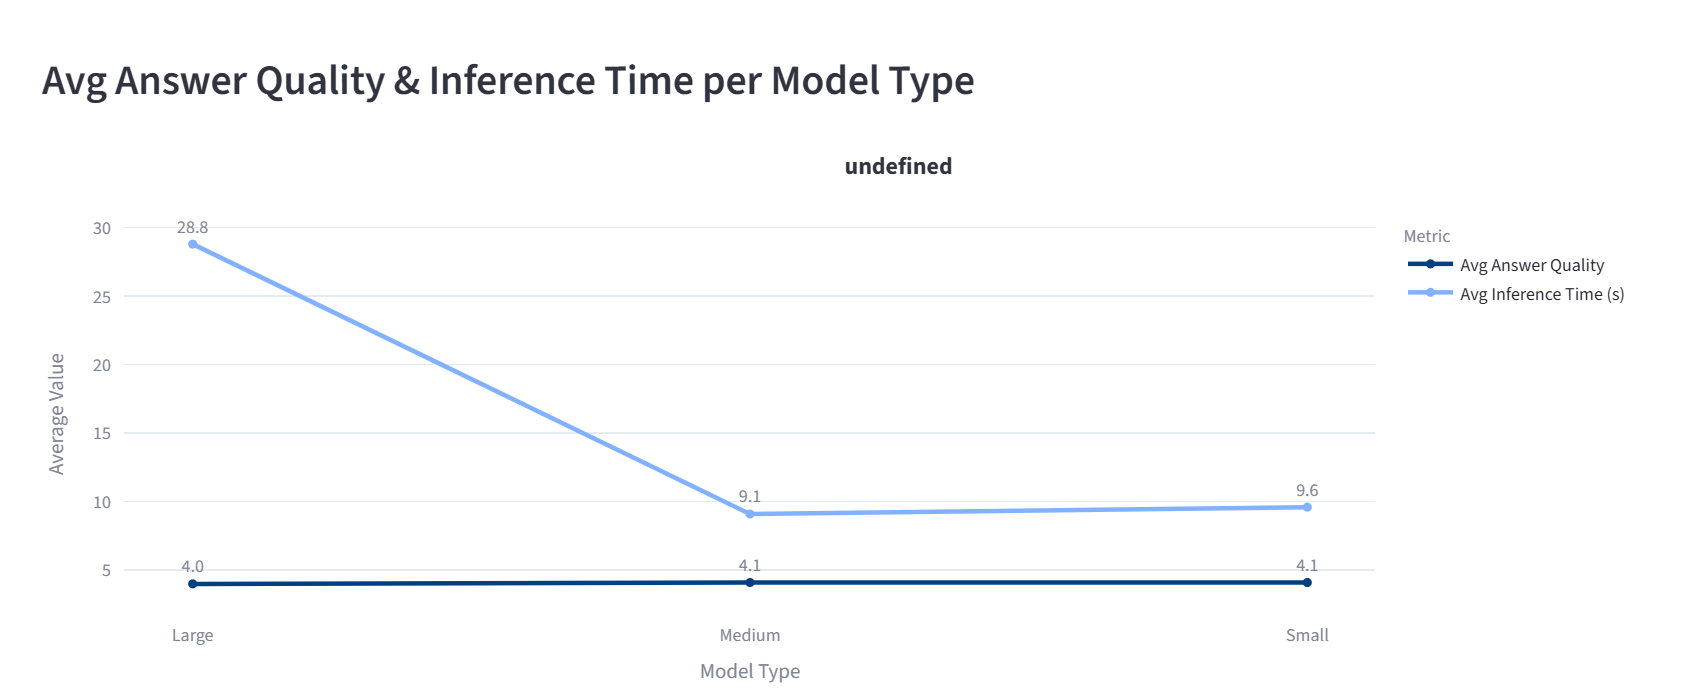 Avg Answer Quality & Inference Time per Model Type
undefined
30
25
20
15
10
5
Average Value
28.8
9.1
9.6
4.0
4.1
4.1
Large
Medium
Small
Model Type
Metric
Avg Answer Quality
Avg Inference Time (s)